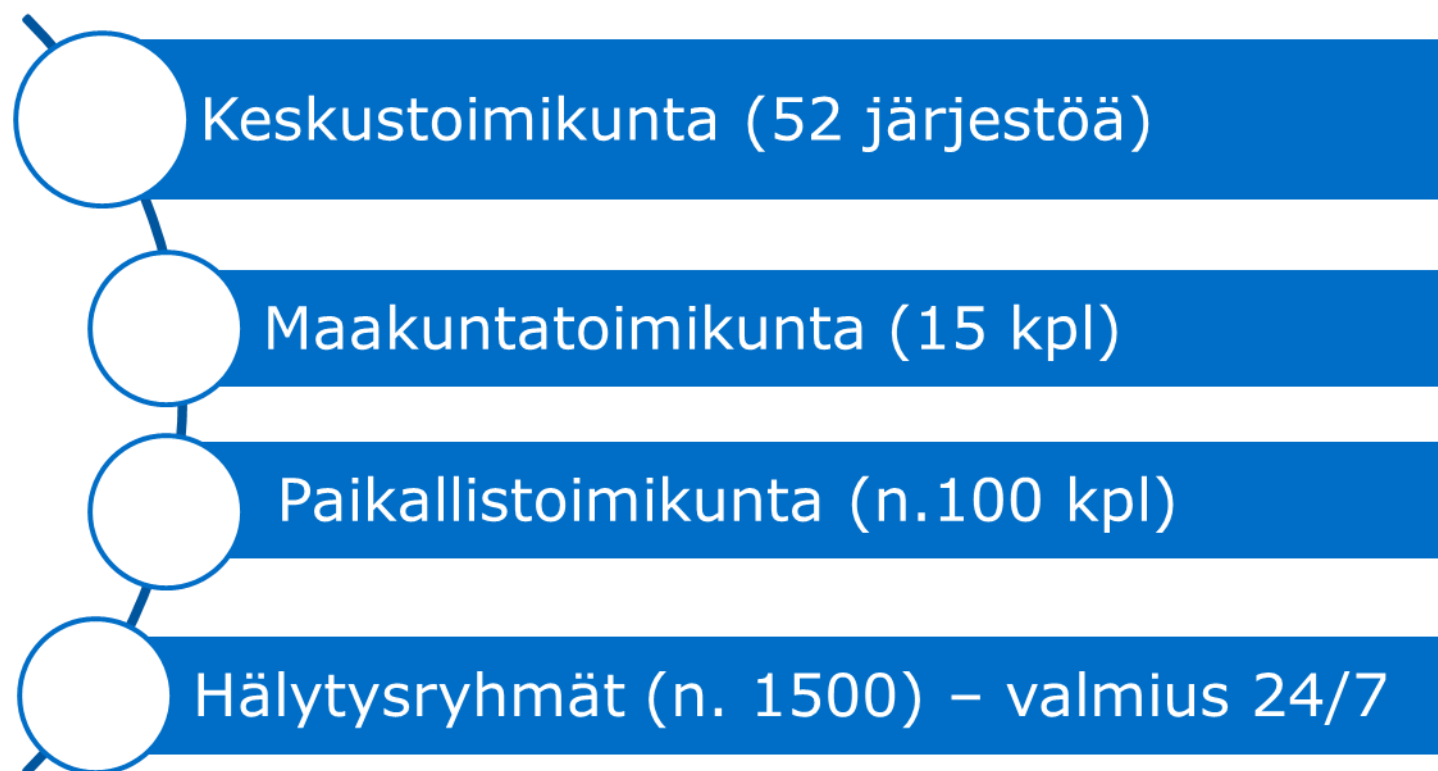 Keskustoimikunta (52 järjestöä)
Maakuntatoimikunta (15 kpl)
Paikallistoimikunta (n.100 kpl)
Hälytysryhmät (n. 1500) – valmius 24/7